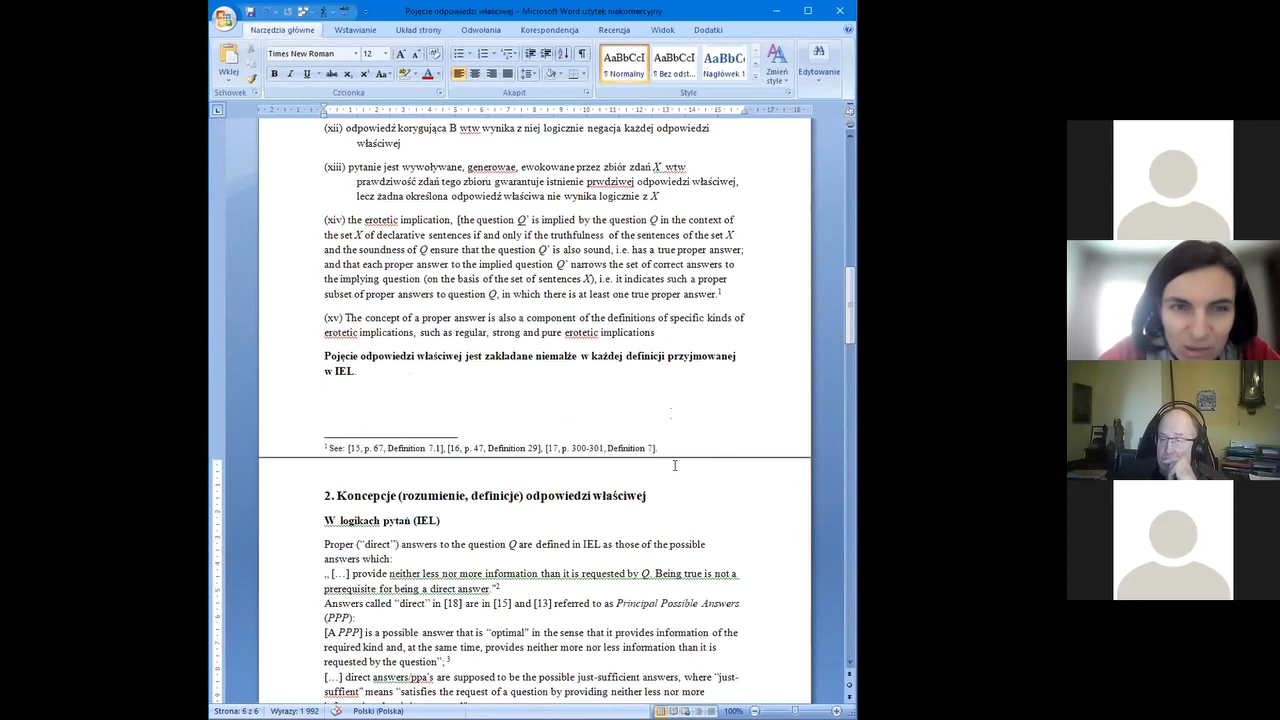 Pojęcie odpowiedzi właściwej - Microsoft Word użytek niekomercyjny
Narzędzia główne Wstawianie Układ strony Odwołania Korespondencja Recenzja Widok Dodatki
Wklej
Times New Roman 12
AaBbCcI AaBbCcI AaBbC
¶ Normalny ¶ Bez odst... Nagłówek 1
Zmień style
Edytowanie
Schowek Czcionka Akapit Style
(xii) odpowiedź korygująca B wtw wynika z niej logicznie negacja każdej odpowiedzi
właściwej
(xiii) pytanie jest wywoływane, generowae, ewokowane przez zbiór zdań X wtw
prawdziwość zdań tego zbioru gwarantuje istnienie prwdziwej odpowiedzi właściwej,
lecz żadna określona odpowiedź właściwa nie wynika logicznie z X
(xiv) the erotetic implication, [the question Q' is implied by the question Q in the context of
the set X of declarative sentences if and only if the truthfulness of the sentences of the set X
and the soundness of Q ensure that the question Q' is also sound, i.e. has a true proper answer;
and that each proper answer to the implied question Q' narrows the set of correct answers to
the implying question (on the basis of the set of sentences X), i.e. it indicates such a proper
subset of proper answers to question Q, in which there is at least one true proper answer.1
(xv) The concept of a proper answer is also a component of the definitions of specific kinds of
erotetic implications, such as regular, strong and pure erotetic implications
Pojęcie odpowiedzi właściwej jest zakładane niemalże w każdej definicji przyjmowanej
w IEL.
1 See: [15, p. 67, Definition 7.1], [16, p. 47, Definition 29], [17, p. 300-301, Definition 7].
2. Koncepcje (rozumienie, definicje) odpowiedzi właściwej
W logikach pytań (IEL)
Proper ("direct") answers to the question Q are defined in IEL as those of the possible
answers which:
„ […] provide neither less nor more information than it is requested by Q. Being true is not a
prerequisite for being a direct answer."2
Answers called "direct" in [18] are in [15] and [13] referred to as Principal Possible Answers
(PPP):
[A PPP] is a possible answer that is "optimal" in the sense that it provides information of the
required kind and, at the same time, provides neither more nor less information than it is
requested by the question"; 3
[…] direct answers/ppa's are supposed to be the possible just-sufficient answers, where "just-
suffient" means "satisfies the request of a question by providing neither less nor more
Strona: 6 z 6 Wyrazy: 1 992 Polski (Polska) 100%